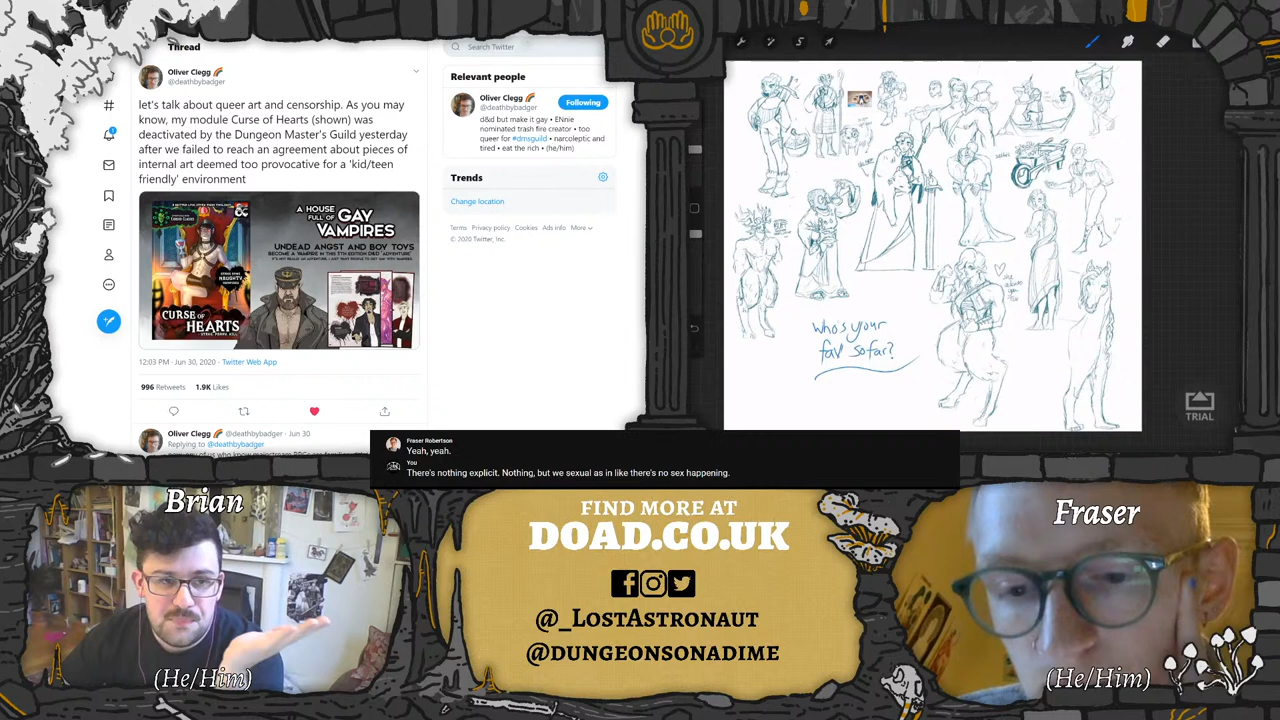 Thread
Search Twitter
Oliver Clegg
@deathbybadger
let's talk about queer art and censorship. As you may
know, my module Curse of Hearts (shown) was
deactivated by the Dungeon Master's Guild yesterday
after we failed to reach an agreement about pieces of
internal art deemed too provocative for a 'kid/teen
friendly' environment
A HOUSE
FULL OF GAY
VAMPIRES
UNDEAD ANGST AND BOY TOYS
BECOME A VAMPIRE IN THIS 5TH EDITION D&D "ADVENTURE"
CURSE OF
HEARTS
12:03 PM · Jun 30, 2020 · Twitter Web App
996 Retweets 1.9K Likes
Oliver Clegg @deathbybadger · Jun 30
Replying to @deathbybadger
Relevant people
Oliver Clegg
@deathbybadger
Following
d&d but make it gay • ENnie
nominated trash fire creator • too
queer for #dmsguild • narcoleptic and
tired • eat the rich • (he/him)
Trends
Change location
Terms Privacy policy Cookies Ads info More
© 2020 Twitter, Inc.
who's your
fav so far?
TRIAL
Fraser Robertson
Yeah, yeah.
You
There's nothing explicit. Nothing, but we sexual as in like there's no sex happening.
Brian
(He/Him)
FIND MORE AT
DOAD.CO.UK
@_LostAstronaut
@dungeonsonadime
Fraser
(He/Him)